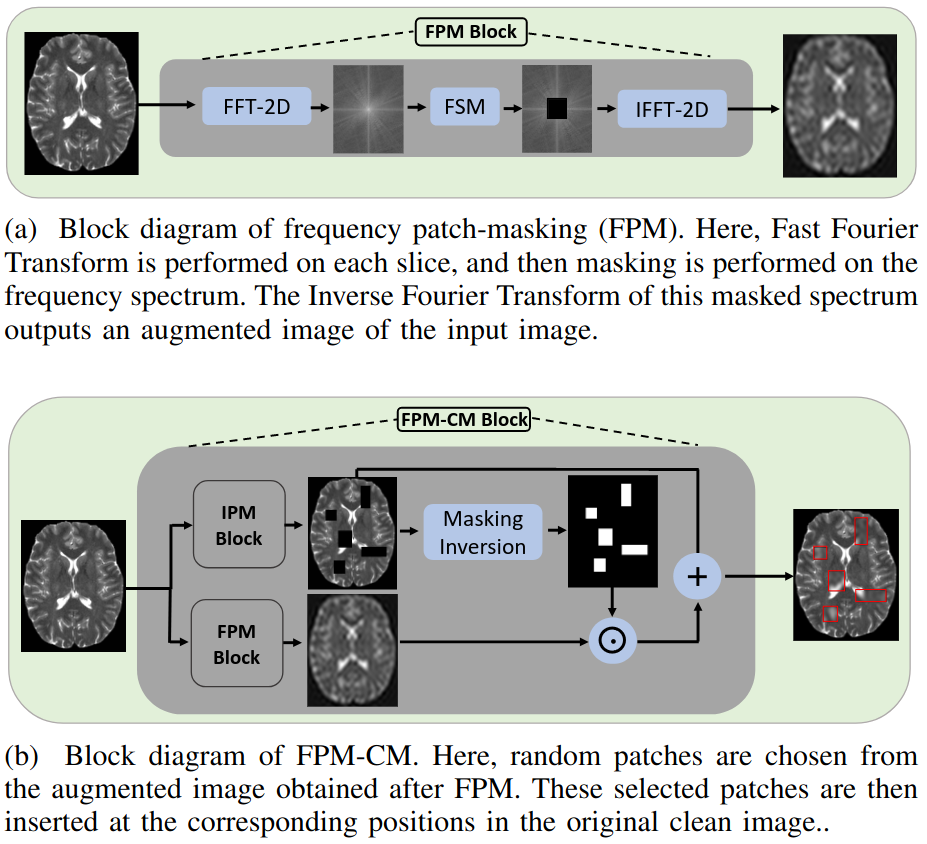 FPM Block
FFT-2D
FSM
IFFT-2D
(a) Block diagram of frequency patch-masking (FPM). Here, Fast Fourier
Transform is performed on each slice, and then masking is performed on the
frequency spectrum. The Inverse Fourier Transform of this masked spectrum
outputs an augmented image of the input image.
FPM-CM Block
IPM
Block
Masking
Inversion
+
FPM
Block
(b) Block diagram of FPM-CM. Here, random patches are chosen from
the augmented image obtained after FPM. These selected patches are then
inserted at the corresponding positions in the original clean image..